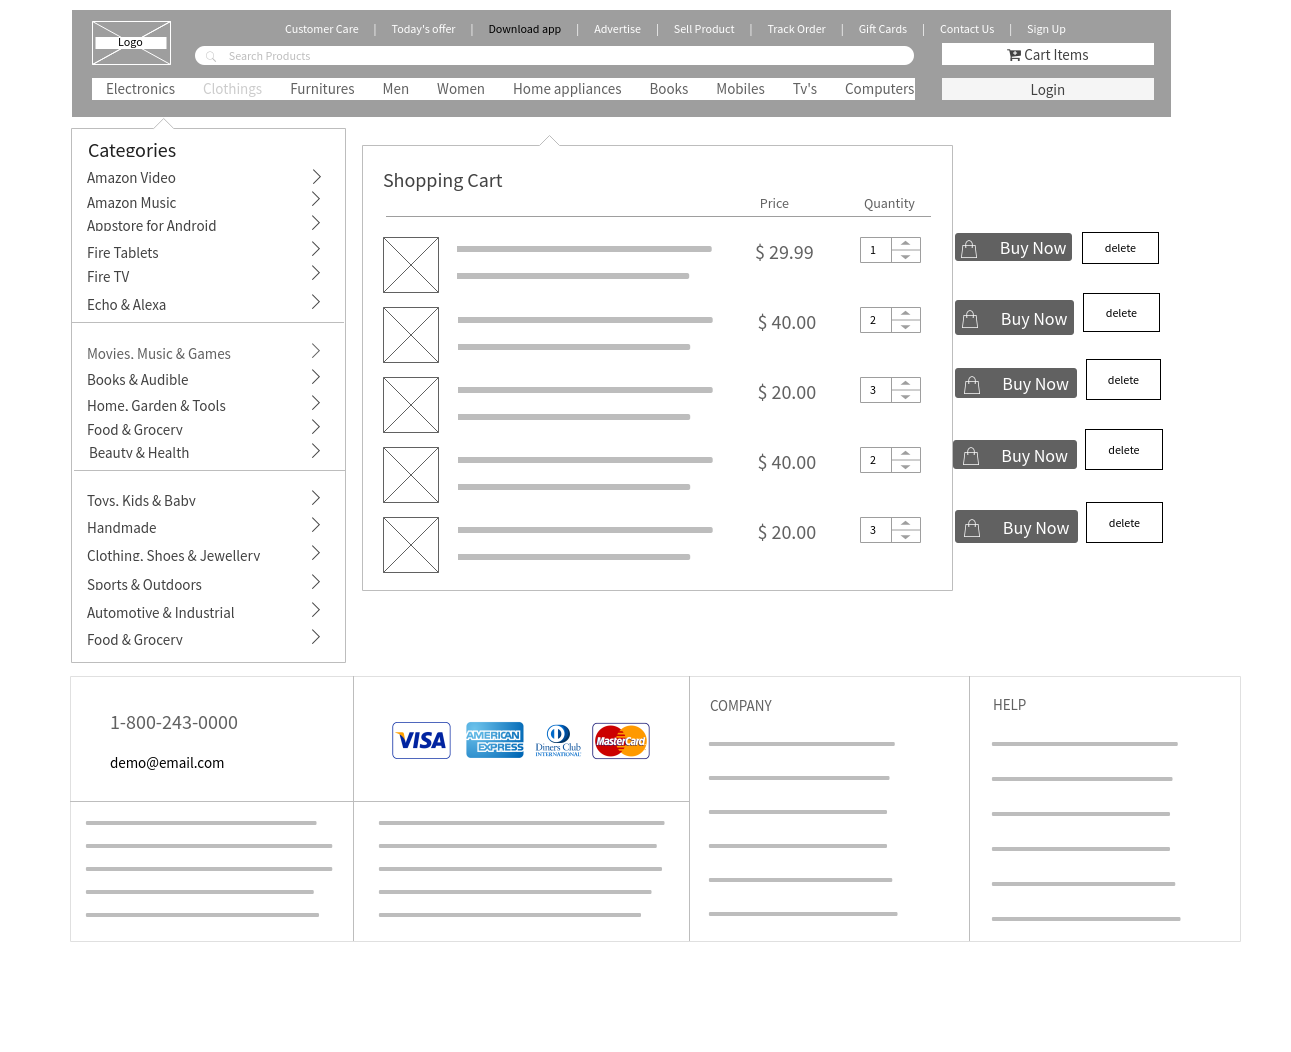 Logo
Customer Care | Today's offer | Download app | Advertise | Sell Product | Track Order | Gift Cards | Contact Us | Sign Up
Search Products
Cart Items
Electronics Clothings Furnitures Men Women Home appliances Books Mobiles Tv's Computers
Login
Categories
Amazon Video
Amazon Music
Appstore for Android
Fire Tablets
Fire TV
Echo & Alexa
Movies, Music & Games
Books & Audible
Home, Garden & Tools
Food & Grocery
Beauty & Health
Toys, Kids & Baby
Handmade
Clothing, Shoes & Jewellery
Sports & Outdoors
Automotive & Industrial
Food & Grocery
Shopping Cart
Price Quantity
$ 29.99 1 Buy Now delete
$ 40.00 2 Buy Now delete
$ 20.00 3 Buy Now delete
$ 40.00 2 Buy Now delete
$ 20.00 3 Buy Now delete
1-800-243-0000
demo@email.com
VISA
AMERICAN EXPRESS
Diners Club
INTERNATIONAL
MasterCard
COMPANY
HELP